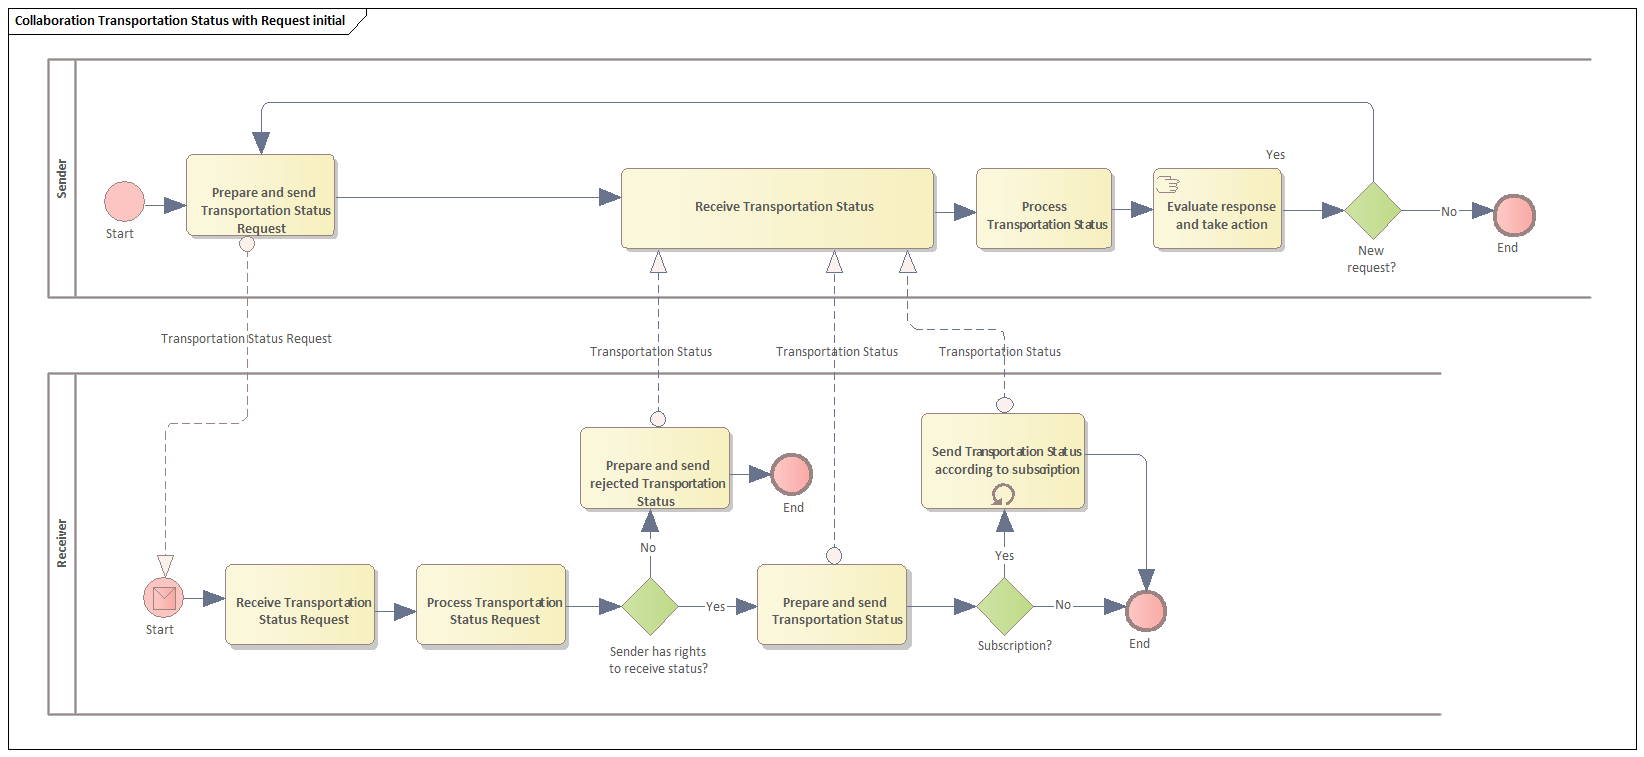 Collaboration Transportation Status with Request initial
Sender
Start
Prepare and send
Transportation Status
Request
Receive Transportation Status
Process
Transportation Status
Evaluate response
and take action
Yes
New
request?
No
End
Transportation Status Request
Transportation Status
Transportation Status
Transportation Status
Receiver
Start
Receive Transportation
Status Request
Process Transportation
Status Request
Sender has rights
to receive status?
No
Prepare and send
rejected Transportation
Status
End
Yes
Prepare and send
Transportation Status
Subscription?
Yes
Send Transportation Status
according to subscription
No
End